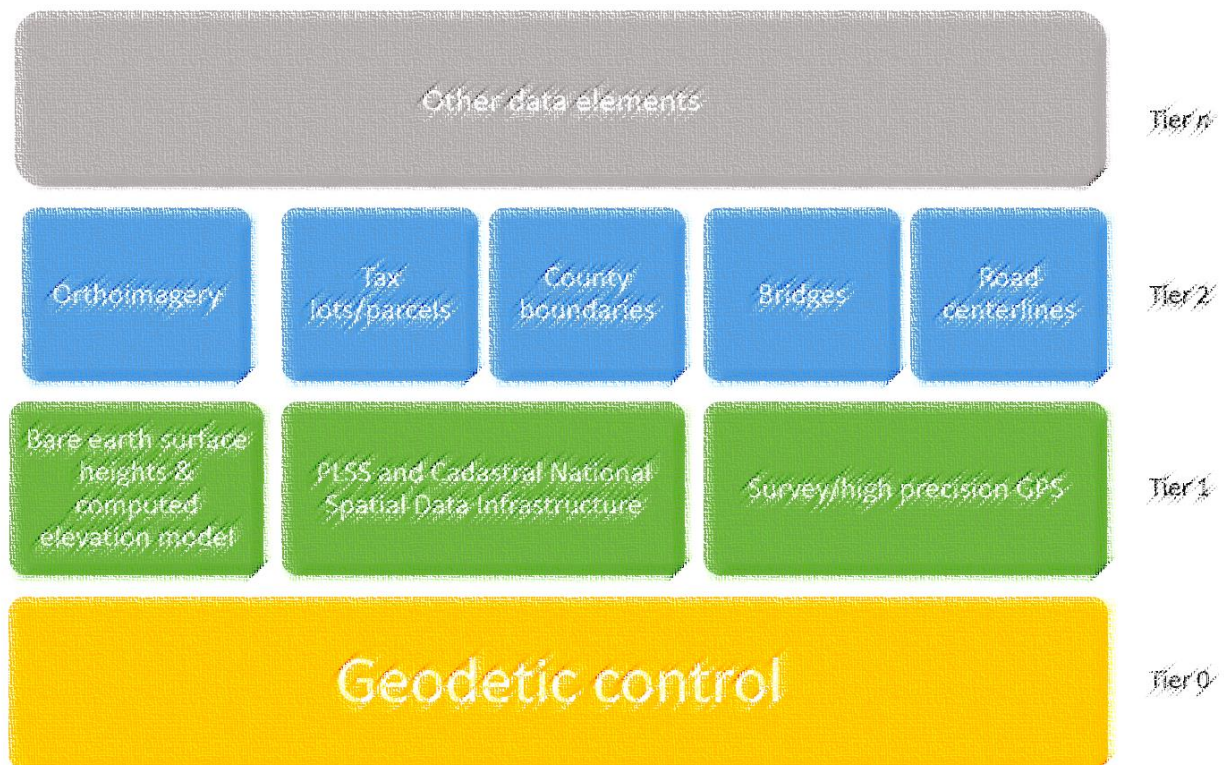 Other data elements
Tier n
Orthoimagery
Tax
lots/parcels
County
boundaries
Bridges
Road
centerlines
Tier 2
Bare earth surface
heights &
computed
elevation model
PLSS and Cadastral National
Spatial Data Infrastructure
Survey/high precision GPS
Tier 1
Geodetic control
Tier 0